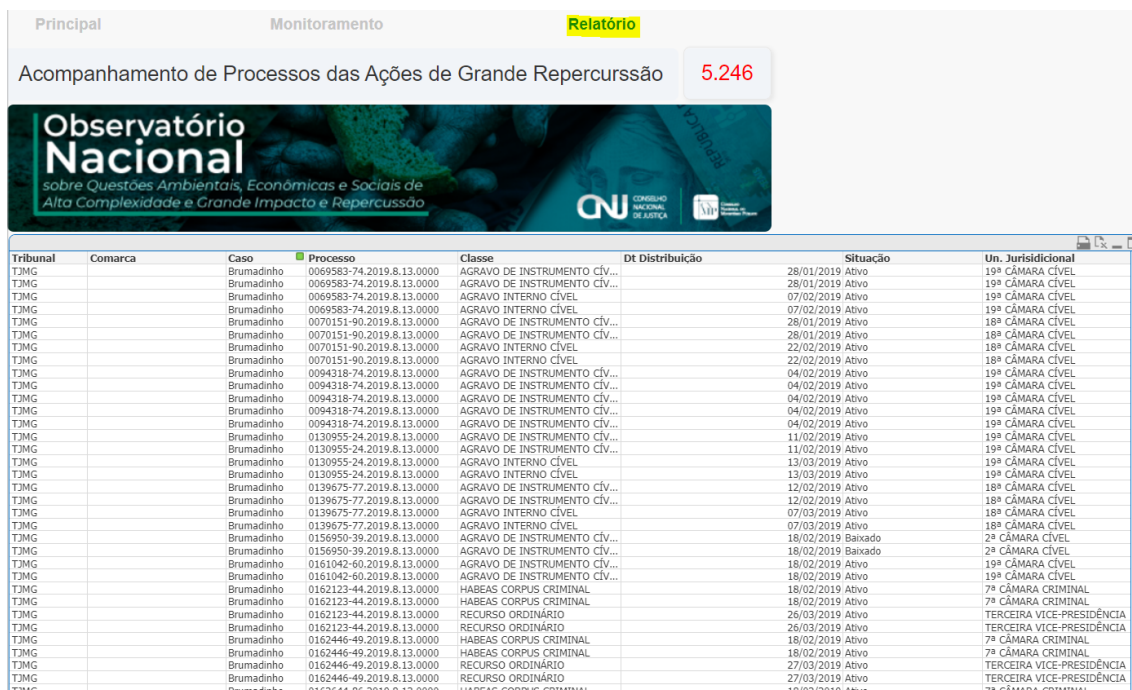 Principal Monitoramento Relatório
Acompanhamento de Processos das Ações de Grande Repercurssão 5.246
Observatório
Nacional
sobre Questões Ambientais, Econômicas e Sociais de
Alta Complexidade e Grande Impacto e Repercussão
CNJ CONSELHO
NACIONAL
DE JUSTIÇA
REPÚBLICA
Tribunal Comarca Caso Processo Classe Dt Distribuição Situação Un. Jurisidicional
TJMG Brumadinho 0069583-74.2019.8.13.0000 AGRAVO DE INSTRUMENTO CÍV... 28/01/2019 Ativo 19ª CÂMARA CÍVEL
TJMG Brumadinho 0069583-74.2019.8.13.0000 AGRAVO DE INSTRUMENTO CÍV... 28/01/2019 Ativo 19ª CÂMARA CÍVEL
TJMG Brumadinho 0069583-74.2019.8.13.0000 AGRAVO INTERNO CÍVEL 07/02/2019 Ativo 19ª CÂMARA CÍVEL
TJMG Brumadinho 0069583-74.2019.8.13.0000 AGRAVO INTERNO CÍVEL 07/02/2019 Ativo 19ª CÂMARA CÍVEL
TJMG Brumadinho 0070151-90.2019.8.13.0000 AGRAVO DE INSTRUMENTO CÍV... 28/01/2019 Ativo 18ª CÂMARA CÍVEL
TJMG Brumadinho 0070151-90.2019.8.13.0000 AGRAVO DE INSTRUMENTO CÍV... 28/01/2019 Ativo 18ª CÂMARA CÍVEL
TJMG Brumadinho 0070151-90.2019.8.13.0000 AGRAVO INTERNO CÍVEL 22/02/2019 Ativo 18ª CÂMARA CÍVEL
TJMG Brumadinho 0070151-90.2019.8.13.0000 AGRAVO INTERNO CÍVEL 22/02/2019 Ativo 18ª CÂMARA CÍVEL
TJMG Brumadinho 0094318-74.2019.8.13.0000 AGRAVO DE INSTRUMENTO CÍV... 04/02/2019 Ativo 19ª CÂMARA CÍVEL
TJMG Brumadinho 0094318-74.2019.8.13.0000 AGRAVO DE INSTRUMENTO CÍV... 04/02/2019 Ativo 19ª CÂMARA CÍVEL
TJMG Brumadinho 0094318-74.2019.8.13.0000 AGRAVO DE INSTRUMENTO CÍV... 04/02/2019 Ativo 19ª CÂMARA CÍVEL
TJMG Brumadinho 0094318-74.2019.8.13.0000 AGRAVO DE INSTRUMENTO CÍV... 04/02/2019 Ativo 19ª CÂMARA CÍVEL
TJMG Brumadinho 0094318-74.2019.8.13.0000 AGRAVO DE INSTRUMENTO CÍV... 04/02/2019 Ativo 19ª CÂMARA CÍVEL
TJMG Brumadinho 0130955-24.2019.8.13.0000 AGRAVO DE INSTRUMENTO CÍV... 11/02/2019 Ativo 19ª CÂMARA CÍVEL
TJMG Brumadinho 0130955-24.2019.8.13.0000 AGRAVO DE INSTRUMENTO CÍV... 11/02/2019 Ativo 19ª CÂMARA CÍVEL
TJMG Brumadinho 0130955-24.2019.8.13.0000 AGRAVO INTERNO CÍVEL 13/03/2019 Ativo 19ª CÂMARA CÍVEL
TJMG Brumadinho 0130955-24.2019.8.13.0000 AGRAVO INTERNO CÍVEL 13/03/2019 Ativo 19ª CÂMARA CÍVEL
TJMG Brumadinho 0139675-77.2019.8.13.0000 AGRAVO DE INSTRUMENTO CÍV... 12/02/2019 Ativo 18ª CÂMARA CÍVEL
TJMG Brumadinho 0139675-77.2019.8.13.0000 AGRAVO DE INSTRUMENTO CÍV... 12/02/2019 Ativo 18ª CÂMARA CÍVEL
TJMG Brumadinho 0139675-77.2019.8.13.0000 AGRAVO INTERNO CÍVEL 07/03/2019 Ativo 18ª CÂMARA CÍVEL
TJMG Brumadinho 0139675-77.2019.8.13.0000 AGRAVO INTERNO CÍVEL 07/03/2019 Ativo 18ª CÂMARA CÍVEL
TJMG Brumadinho 0156950-39.2019.8.13.0000 AGRAVO DE INSTRUMENTO CÍV... 18/02/2019 Baixado 2ª CÂMARA CÍVEL
TJMG Brumadinho 0156950-39.2019.8.13.0000 AGRAVO DE INSTRUMENTO CÍV... 18/02/2019 Baixado 2ª CÂMARA CÍVEL
TJMG Brumadinho 0161042-60.2019.8.13.0000 AGRAVO DE INSTRUMENTO CÍV... 18/02/2019 Ativo 19ª CÂMARA CÍVEL
TJMG Brumadinho 0161042-60.2019.8.13.0000 AGRAVO DE INSTRUMENTO CÍV... 18/02/2019 Ativo 19ª CÂMARA CÍVEL
TJMG Brumadinho 0162123-44.2019.8.13.0000 HABEAS CORPUS CRIMINAL 18/02/2019 Ativo 7ª CÂMARA CRIMINAL
TJMG Brumadinho 0162123-44.2019.8.13.0000 HABEAS CORPUS CRIMINAL 18/02/2019 Ativo 7ª CÂMARA CRIMINAL
TJMG Brumadinho 0162123-44.2019.8.13.0000 RECURSO ORDINÁRIO 26/03/2019 Ativo TERCEIRA VICE-PRESIDÊNCIA
TJMG Brumadinho 0162123-44.2019.8.13.0000 RECURSO ORDINÁRIO 26/03/2019 Ativo TERCEIRA VICE-PRESIDÊNCIA
TJMG Brumadinho 0162446-49.2019.8.13.0000 HABEAS CORPUS CRIMINAL 18/02/2019 Ativo 7ª CÂMARA CRIMINAL
TJMG Brumadinho 0162446-49.2019.8.13.0000 HABEAS CORPUS CRIMINAL 18/02/2019 Ativo 7ª CÂMARA CRIMINAL
TJMG Brumadinho 0162446-49.2019.8.13.0000 RECURSO ORDINÁRIO 27/03/2019 Ativo TERCEIRA VICE-PRESIDÊNCIA
TJMG Brumadinho 0162446-49.2019.8.13.0000 RECURSO ORDINÁRIO 27/03/2019 Ativo TERCEIRA VICE-PRESIDÊNCIA